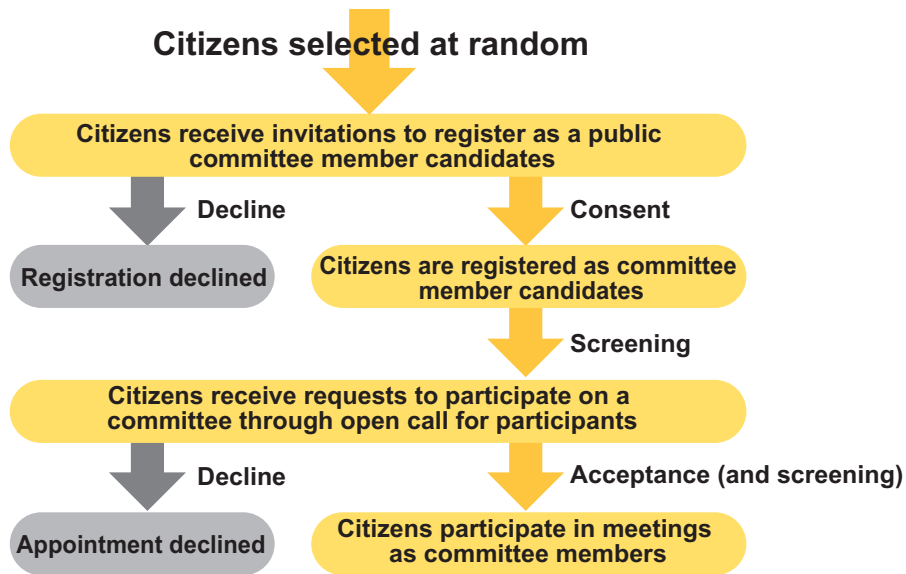 Citizens selected at random
Citizens receive invitations to register as a public
committee member candidates
Decline
Consent
Registration declined
Citizens are registered as committee
member candidates
Screening
Citizens receive requests to participate on a
committee through open call for participants
Decline
Acceptance (and screening)
Appointment declined
Citizens participate in meetings
as committee members